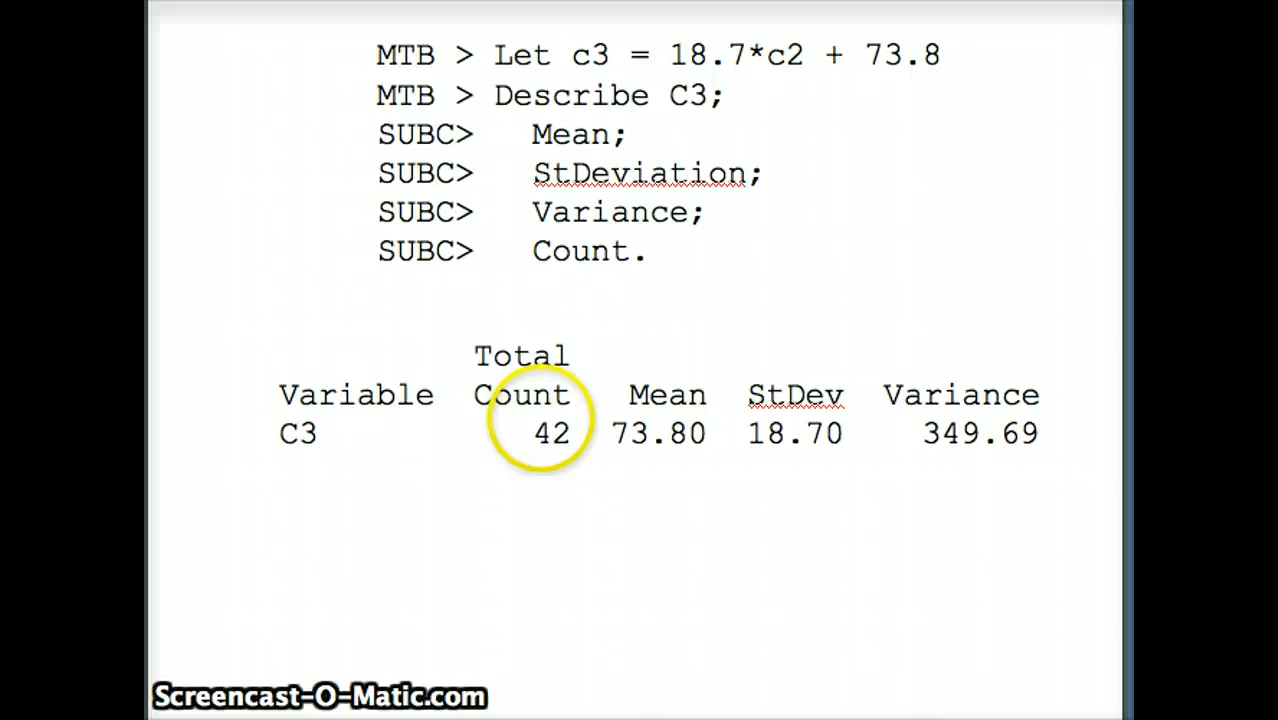 MTB > Let c3 = 18.7*c2 + 73.8
MTB > Describe C3;
SUBC> Mean;
SUBC> StDeviation;
SUBC> Variance;
SUBC> Count.
Total
Variable Count Mean StDev Variance
C3 42 73.80 18.70 349.69
Screencast-O-Matic.com